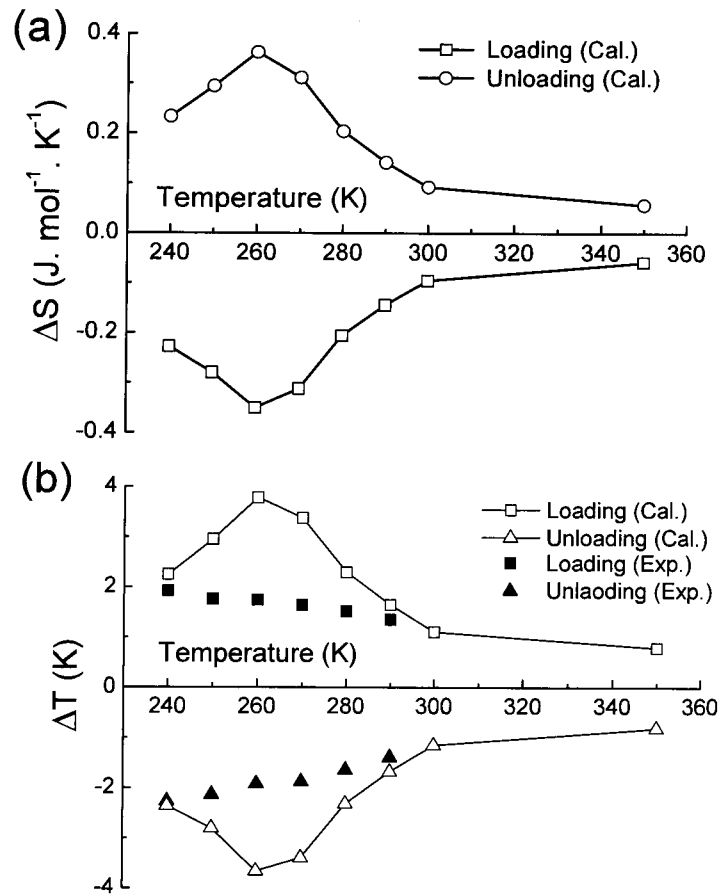 (a)
0.4
0.2
0.0
-0.2
-0.4
ΔS (J. mol⁻¹. K⁻¹)
Loading (Cal.)
Unloading (Cal.)
Temperature (K)
240 260 280 300 320 340 360
(b)
4
2
0
-2
-4
ΔT (K)
Loading (Cal.)
Unloading (Cal.)
Loading (Exp.)
Unlaoding (Exp.)
Temperature (K)
240 260 280 300 320 340 360